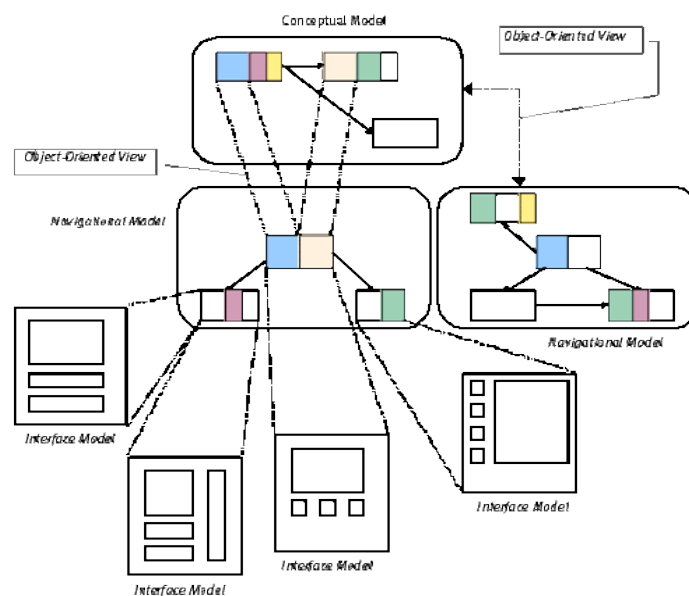 Conceptual Model
Object-Oriented View
Object-Oriented View
Navigational Model
Navigational Model
Interface Model
Interface Model
Interface Model
Interface Model